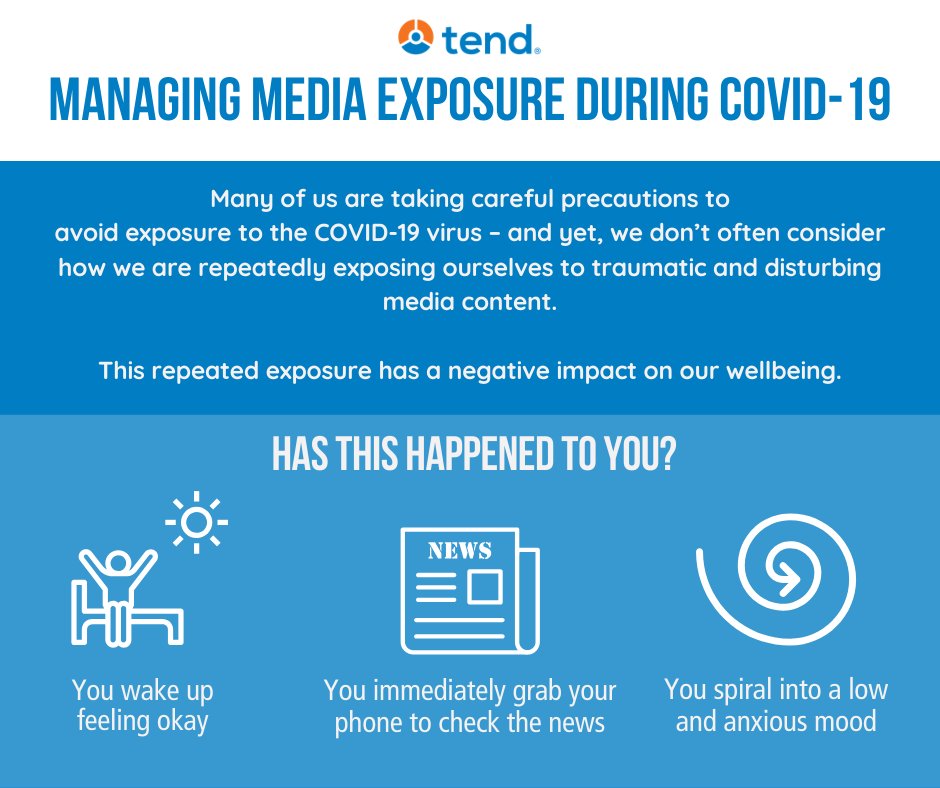 tend®
MANAGING MEDIA EXPOSURE DURING COVID-19
Many of us are taking careful precautions to
avoid exposure to the COVID-19 virus – and yet, we don’t often consider
how we are repeatedly exposing ourselves to traumatic and disturbing
media content.
This repeated exposure has a negative impact on our wellbeing.
HAS THIS HAPPENED TO YOU?
NEWS
You wake up
feeling okay
You immediately grab your
phone to check the news
You spiral into a low
and anxious mood